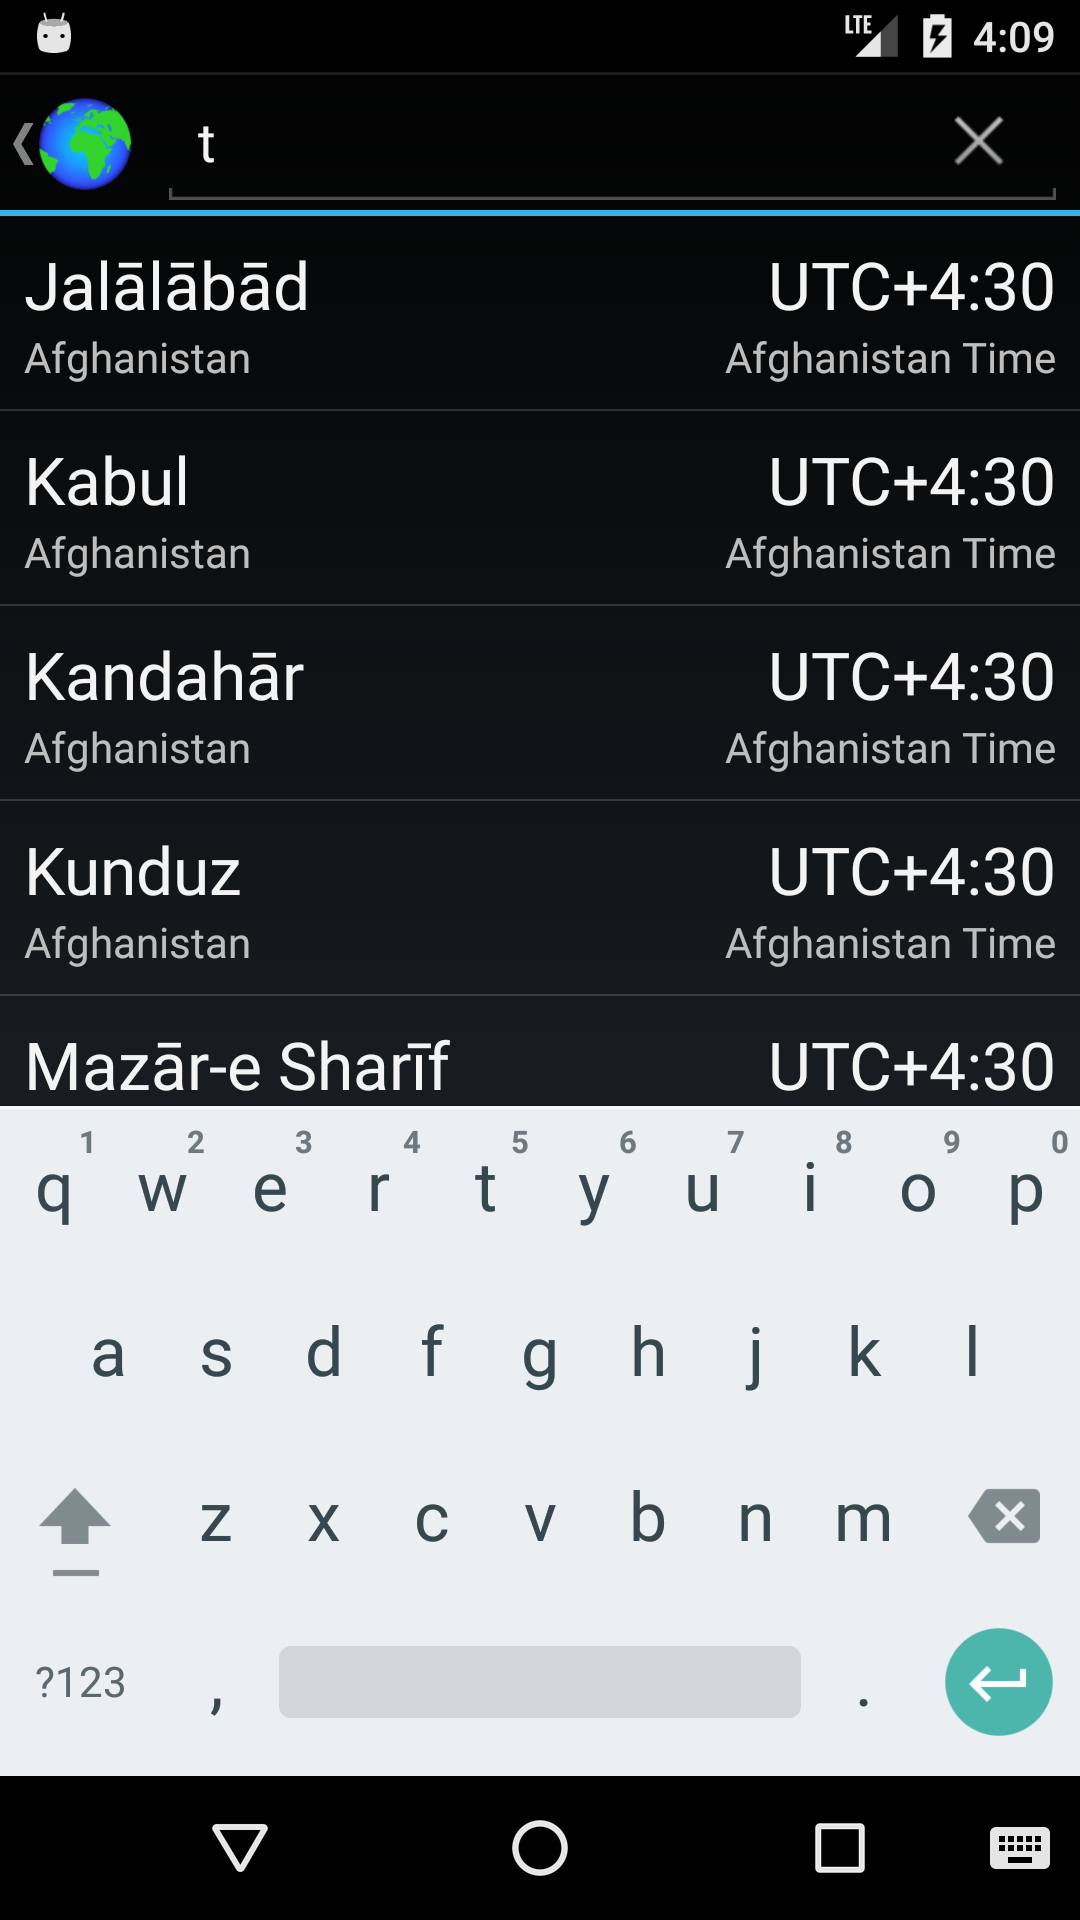 LTE 4:09
t
Jalālābād UTC+4:30
Afghanistan Afghanistan Time
Kabul UTC+4:30
Afghanistan Afghanistan Time
Kandahār UTC+4:30
Afghanistan Afghanistan Time
Kunduz UTC+4:30
Afghanistan Afghanistan Time
Mazār-e Sharīf UTC+4:30
1 2 3 4 5 6 7 8 9 0
q w e r t y u i o p
a s d f g h j k l
z x c v b n m
?123 , .